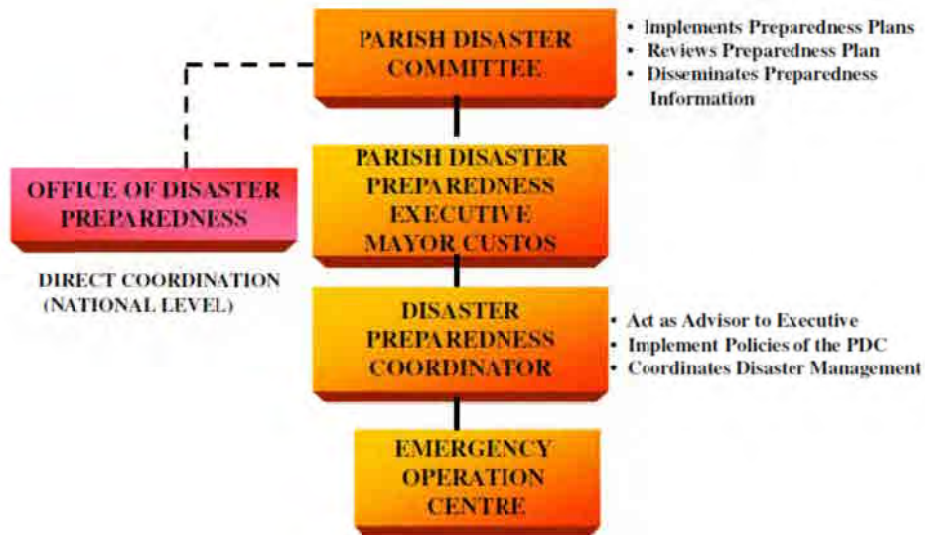 PARISH DISASTER
COMMITTEE
• Implements Preparedness Plans
• Reviews Preparedness Plan
• Disseminates Preparedness
Information
OFFICE OF DISASTER
PREPAREDNESS
DIRECT COORDINATION
(NATIONAL LEVEL)
PARISH DISASTER
PREPAREDNESS
EXECUTIVE
MAYOR CUSTOS
DISASTER
PREPAREDNESS
COORDINATOR
• Act as Advisor to Executive
• Implement Policies of the PDC
• Coordinates Disaster Management
EMERGENCY
OPERATION
CENTRE